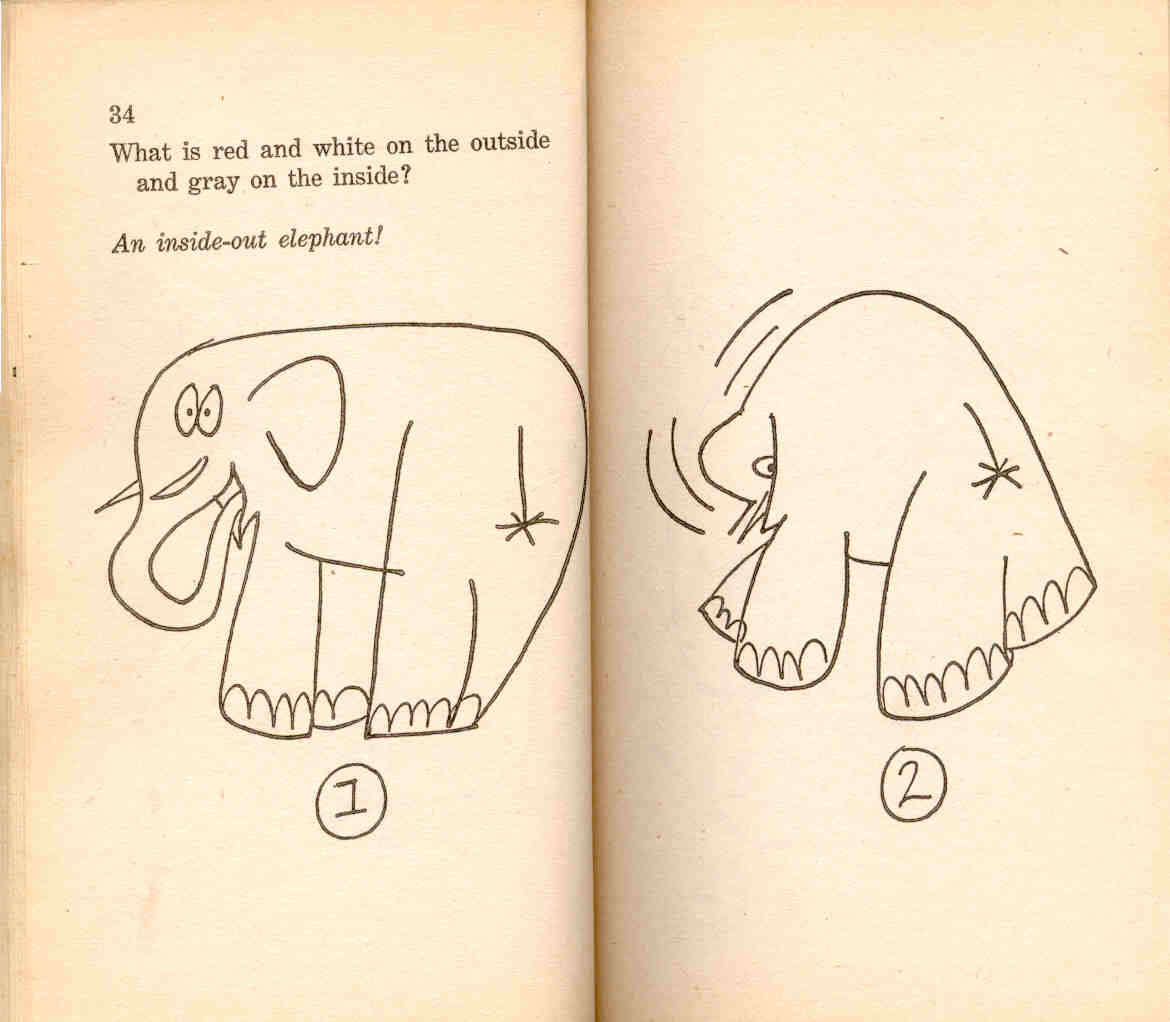 34
What is red and white on the outside
and gray on the inside?
An inside-out elephant!
1
2